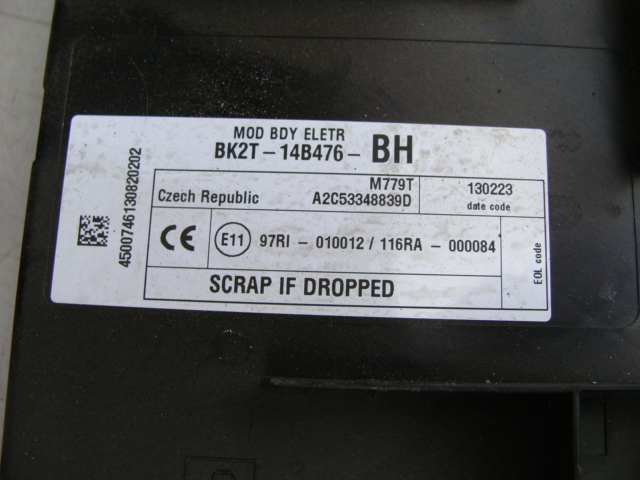 MOD BDY ELETR
BK2T-14B476-BH
M779T
Czech Republic A2C53348839D
130223
date code
4500746130820202
CE E11 97RI - 010012 / 116RA - 000084
EOL code
SCRAP IF DROPPED